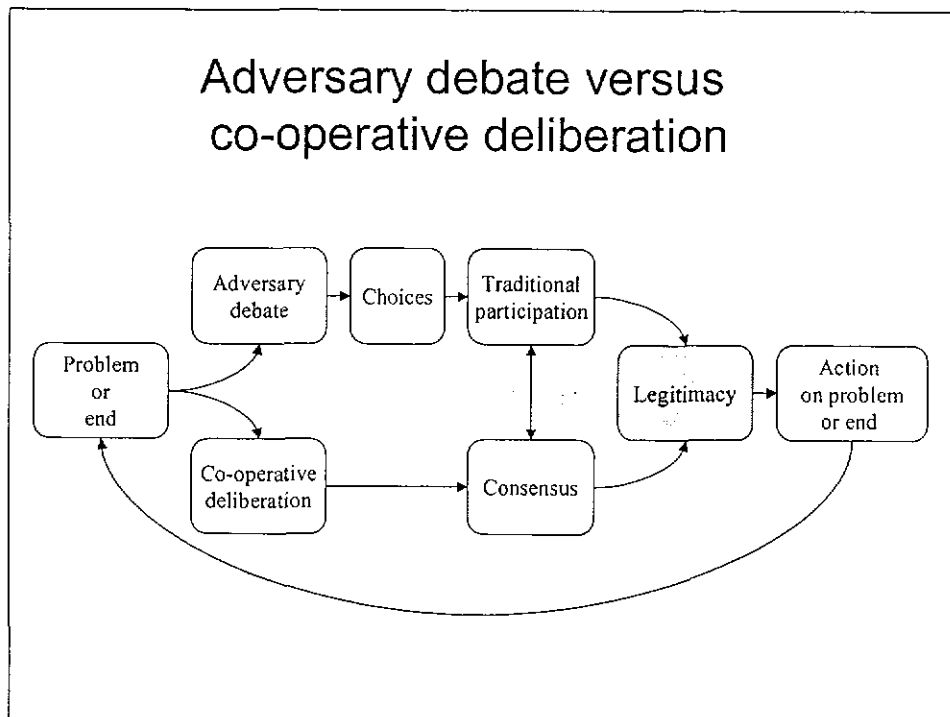 Adversary debate versus
co-operative deliberation
Adversary
debate
Choices
Traditional
participation
Problem
or
end
Legitimacy
Action
on problem
or end
Co-operative
deliberation
Consensus